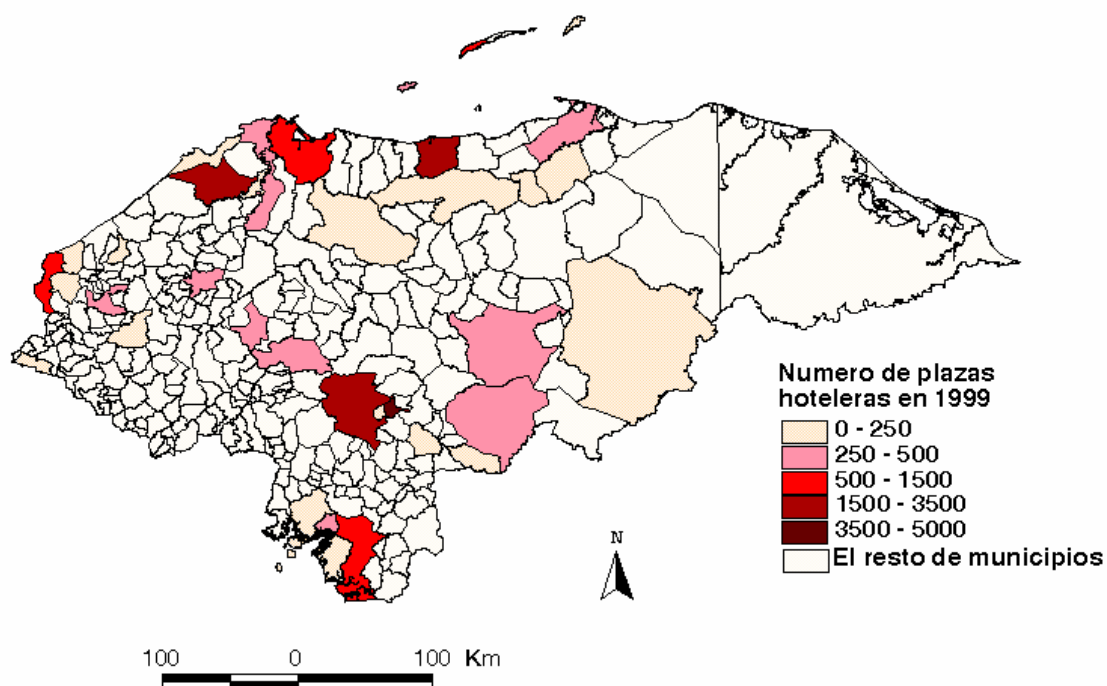 Numero de plazas
hoteleras en 1999
0 - 250
250 - 500
500 - 1500
1500 - 3500
3500 - 5000
El resto de municipios
N
100 0 100 Km